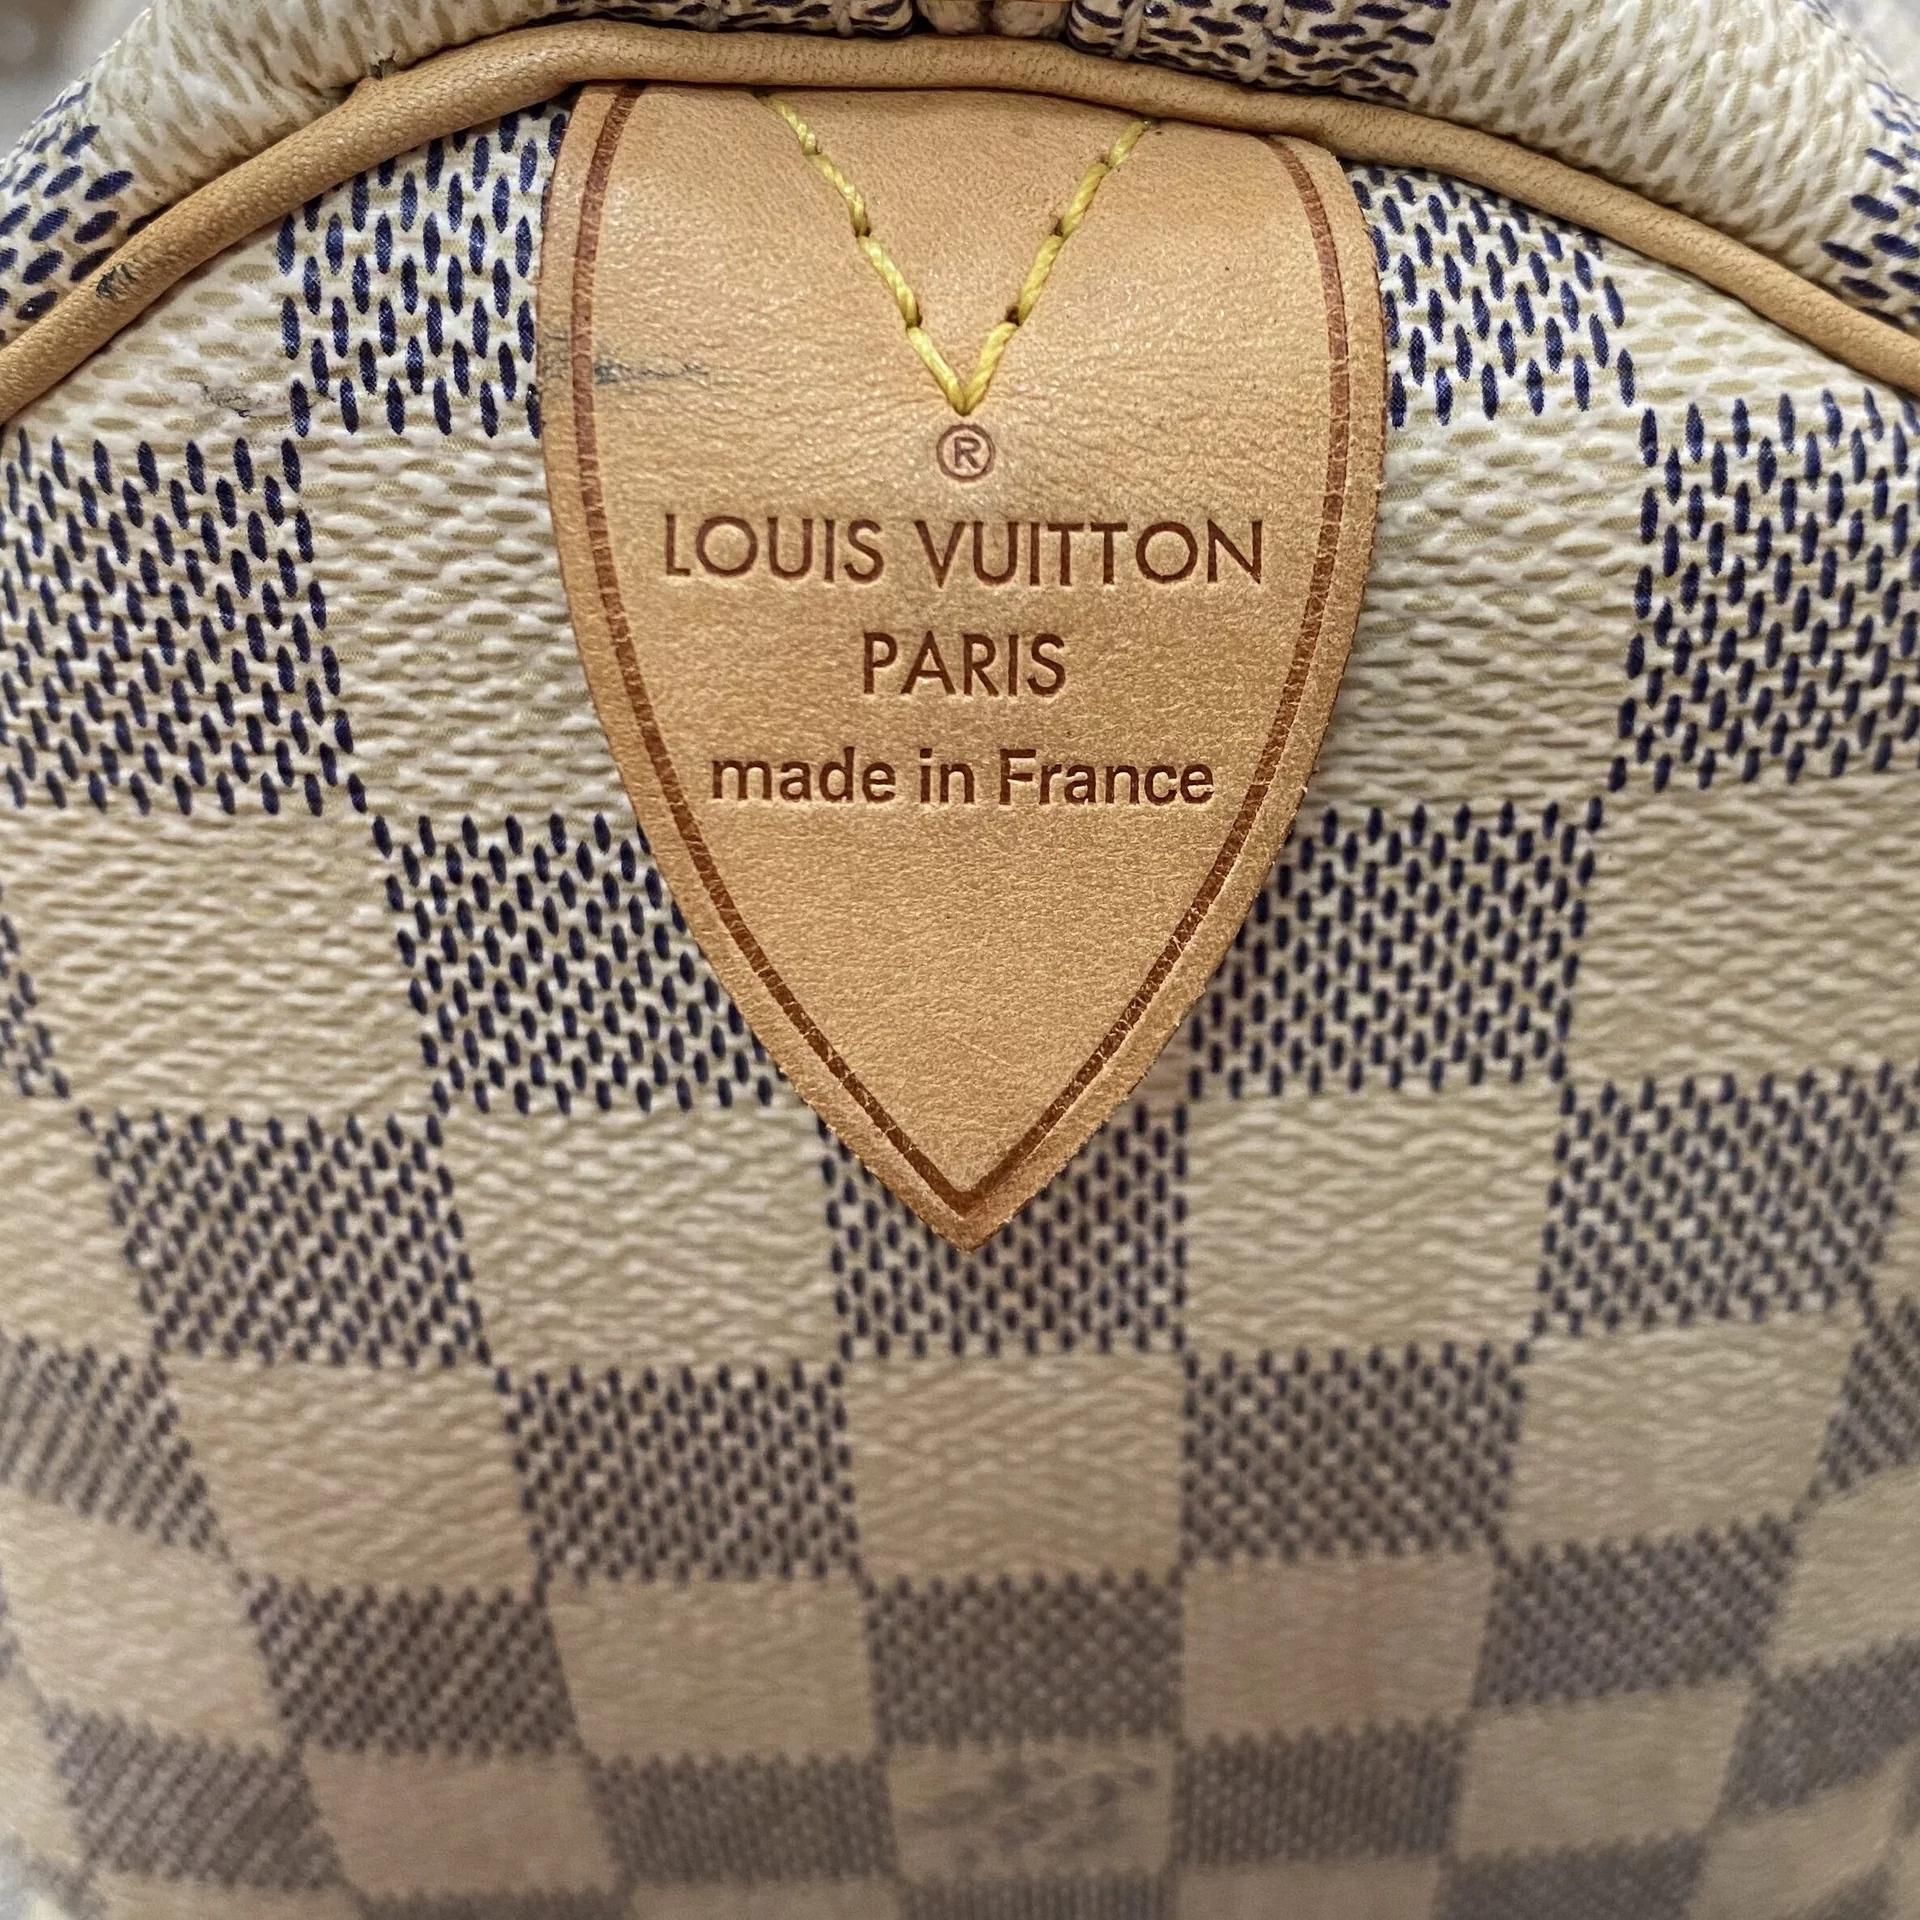 ®
LOUIS VUITTON
PARIS
made in France